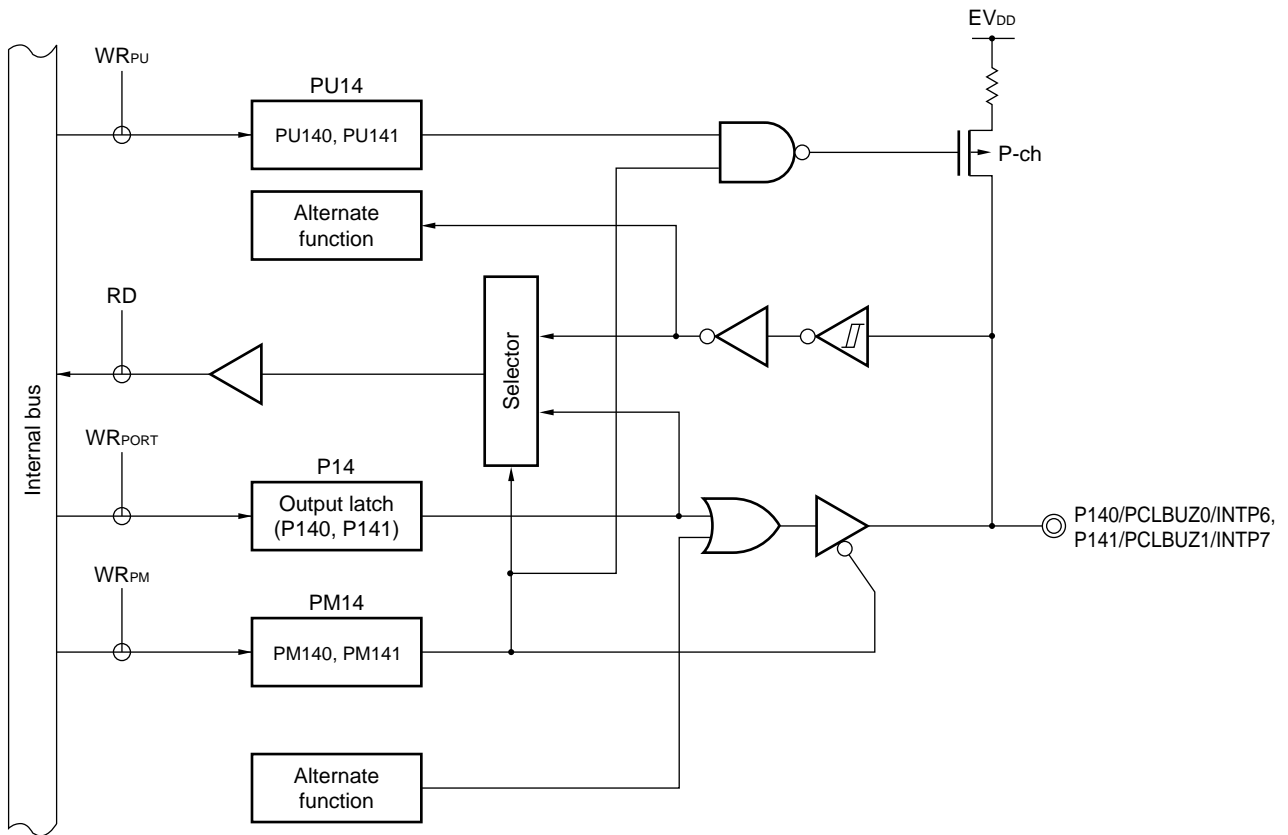 EVDD
WRPU
PU14
PU140, PU141
P-ch
Alternate
function
RD
Selector
Internal bus
WRPORT
P14
Output latch
(P140, P141)
P140/PCLBUZ0/INTP6,
P141/PCLBUZ1/INTP7
WRPM
PM14
PM140, PM141
Alternate
function